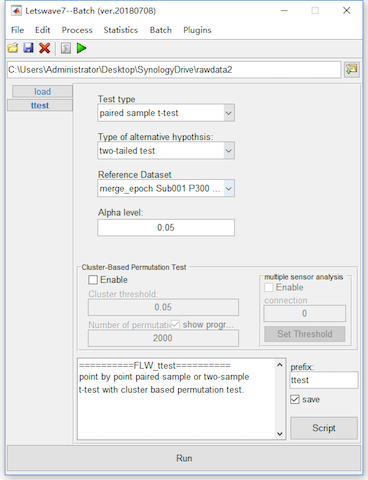 Letswave7--Batch (ver.20180708)
File Edit Process Statistics Batch Plugins
C:\Users\Administrator\Desktop\SynologyDrive\rawdata2
load
ttest
Test type
paired sample t-test
Type of alternative hypothsis:
two-tailed test
Reference Dataset
merge_epoch Sub001 P300 ...
Alpha level:
0.05
Cluster-Based Permutation Test
Enable
Cluster threshold:
0.05
Number of permutatio
show progr...
2000
multiple sensor analysis
Enable
connection
0
Set Threshold
==========FLW_ttest==========
point by point paired sample or two-sample
t-test with cluster based permutation test.
prefix:
ttest
save
Script
Run